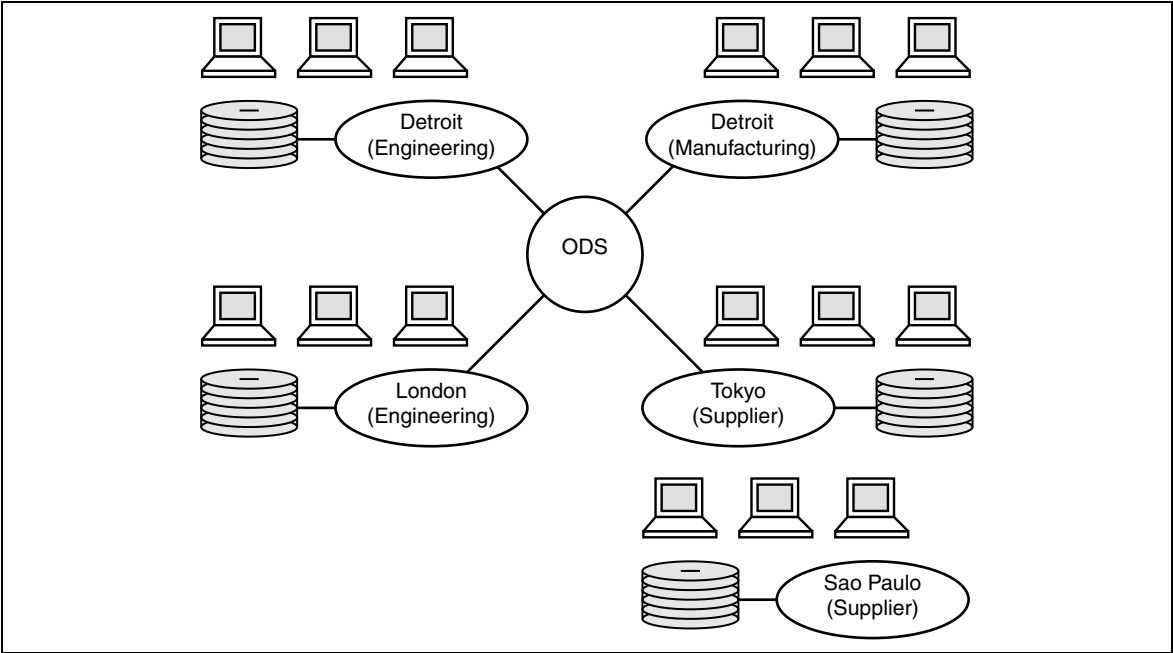 Detroit
(Engineering)
Detroit
(Manufacturing)
ODS
London
(Engineering)
Tokyo
(Supplier)
Sao Paulo
(Supplier)